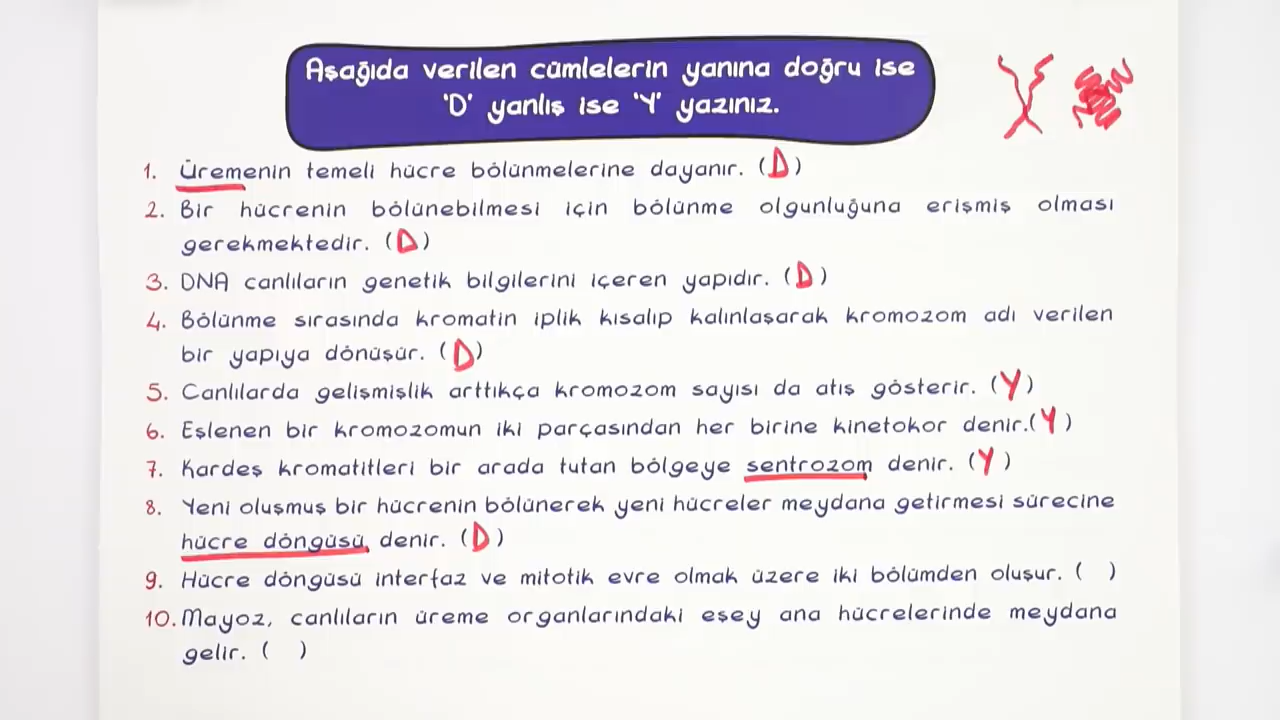 Aşağıda verilen cümlelerin yanına doğru ise
'D' yanlış ise 'Y' yazınız.
1. Üremenin temeli hücre bölünmelerine dayanır. (D)
2. Bir hücrenin bölünebilmesi için bölünme olgunluğuna erişmiş olması
gerekmektedir. (D)
3. DNA canlıların genetik bilgilerini içeren yapıdır. (D)
4. Bölünme sırasında kromatin iplik kısalıp kalınlaşarak kromozom adı verilen
bir yapıya dönüşür. (D)
5. Canlılarda gelişmişlik arttıkça kromozom sayısı da atış gösterir. (Y)
6. Eşlenen bir kromozomun iki parçasından her birine kinetokor denir.(Y)
7. Kardeş kromatitleri bir arada tutan bölgeye sentrozom denir. (Y)
8. Yeni oluşmuş bir hücrenin bölünerek yeni hücreler meydana getirmesi sürecine
hücre döngüsü denir. (D)
9. Hücre döngüsü interfaz ve mitotik evre olmak üzere iki bölümden oluşur. ( )
10. Mayoz, canlıların üreme organlarındaki eşey ana hücrelerinde meydana
gelir. ( )